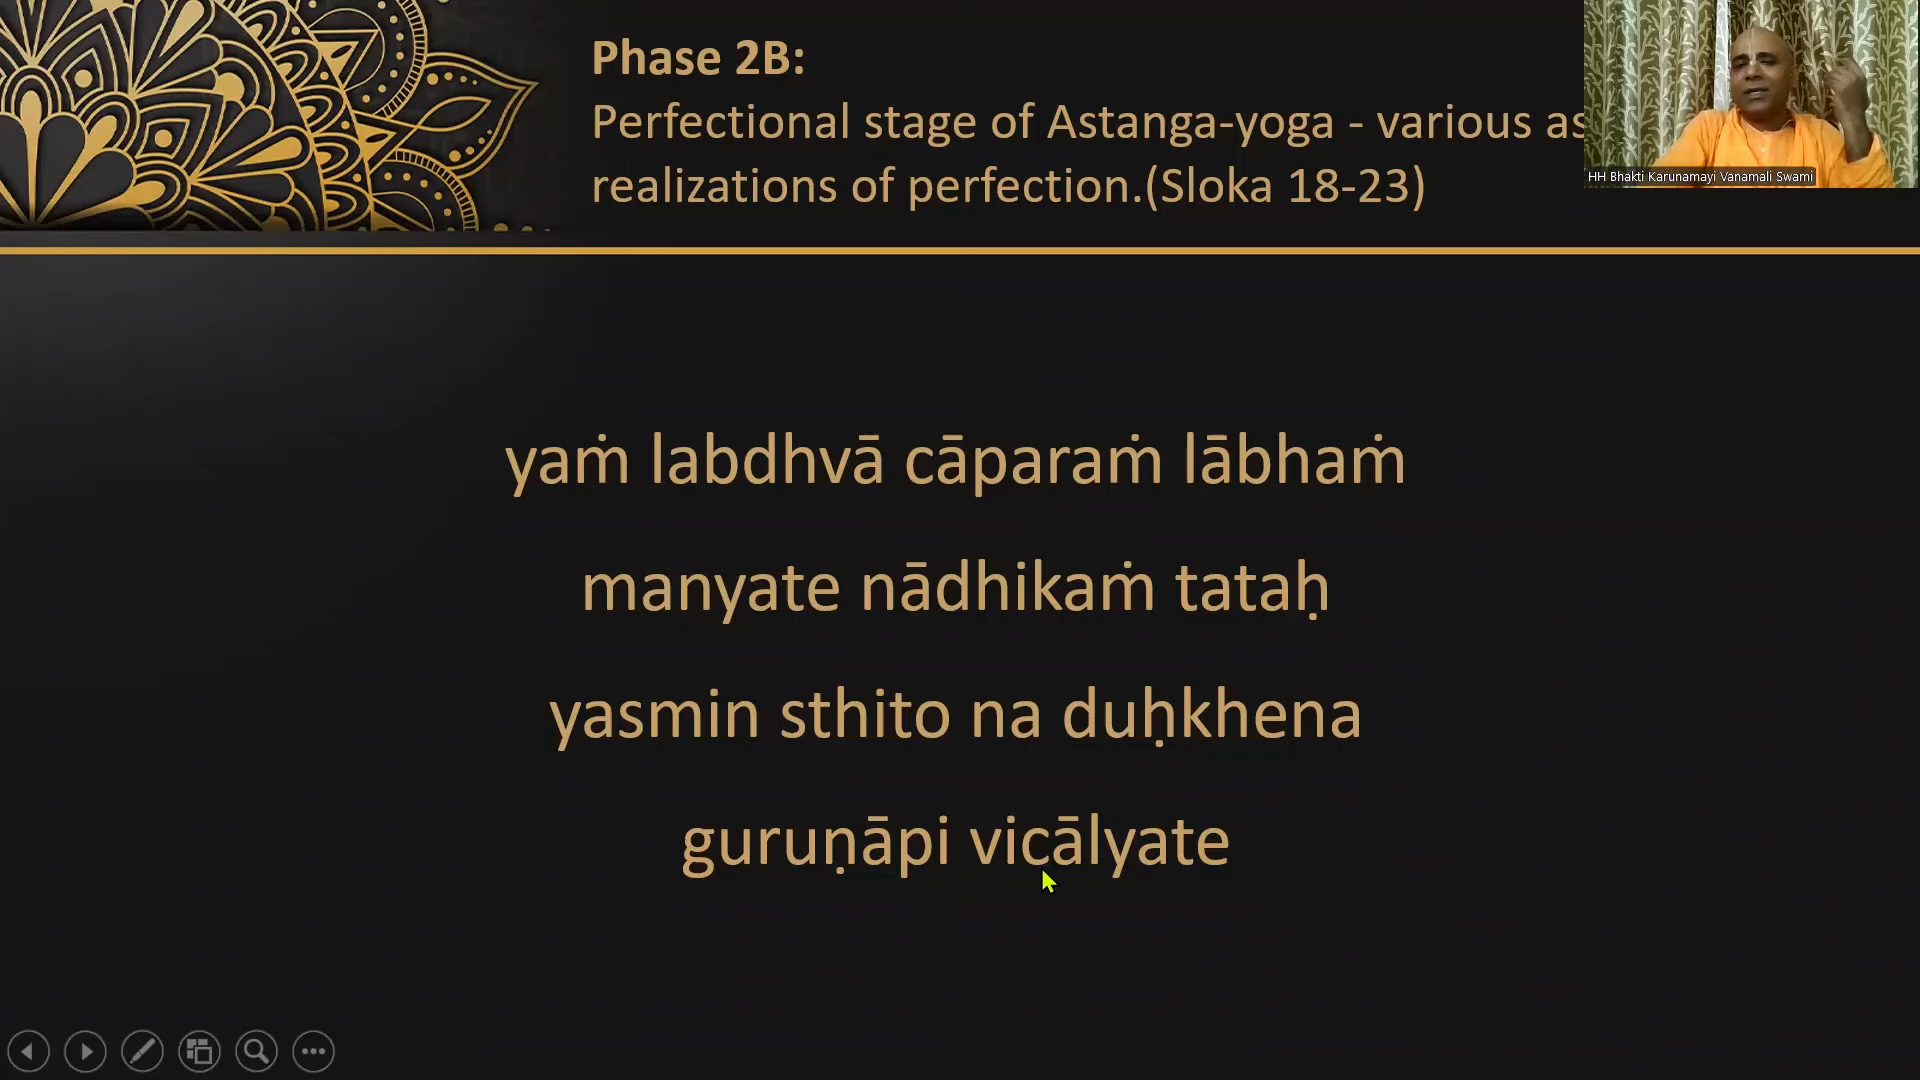 Phase 2B:
Perfectional stage of Astanga-yoga - various
realizations of perfection.(Sloka 18-23)
HH Bhakti Karunamayi Vanamali Swami
yaṁ labdhvā cāparaṁ lābhaṁ
manyate nādhikaṁ tataḥ
yasmin sthito na duḥkhena
guruṇāpi vicālyate